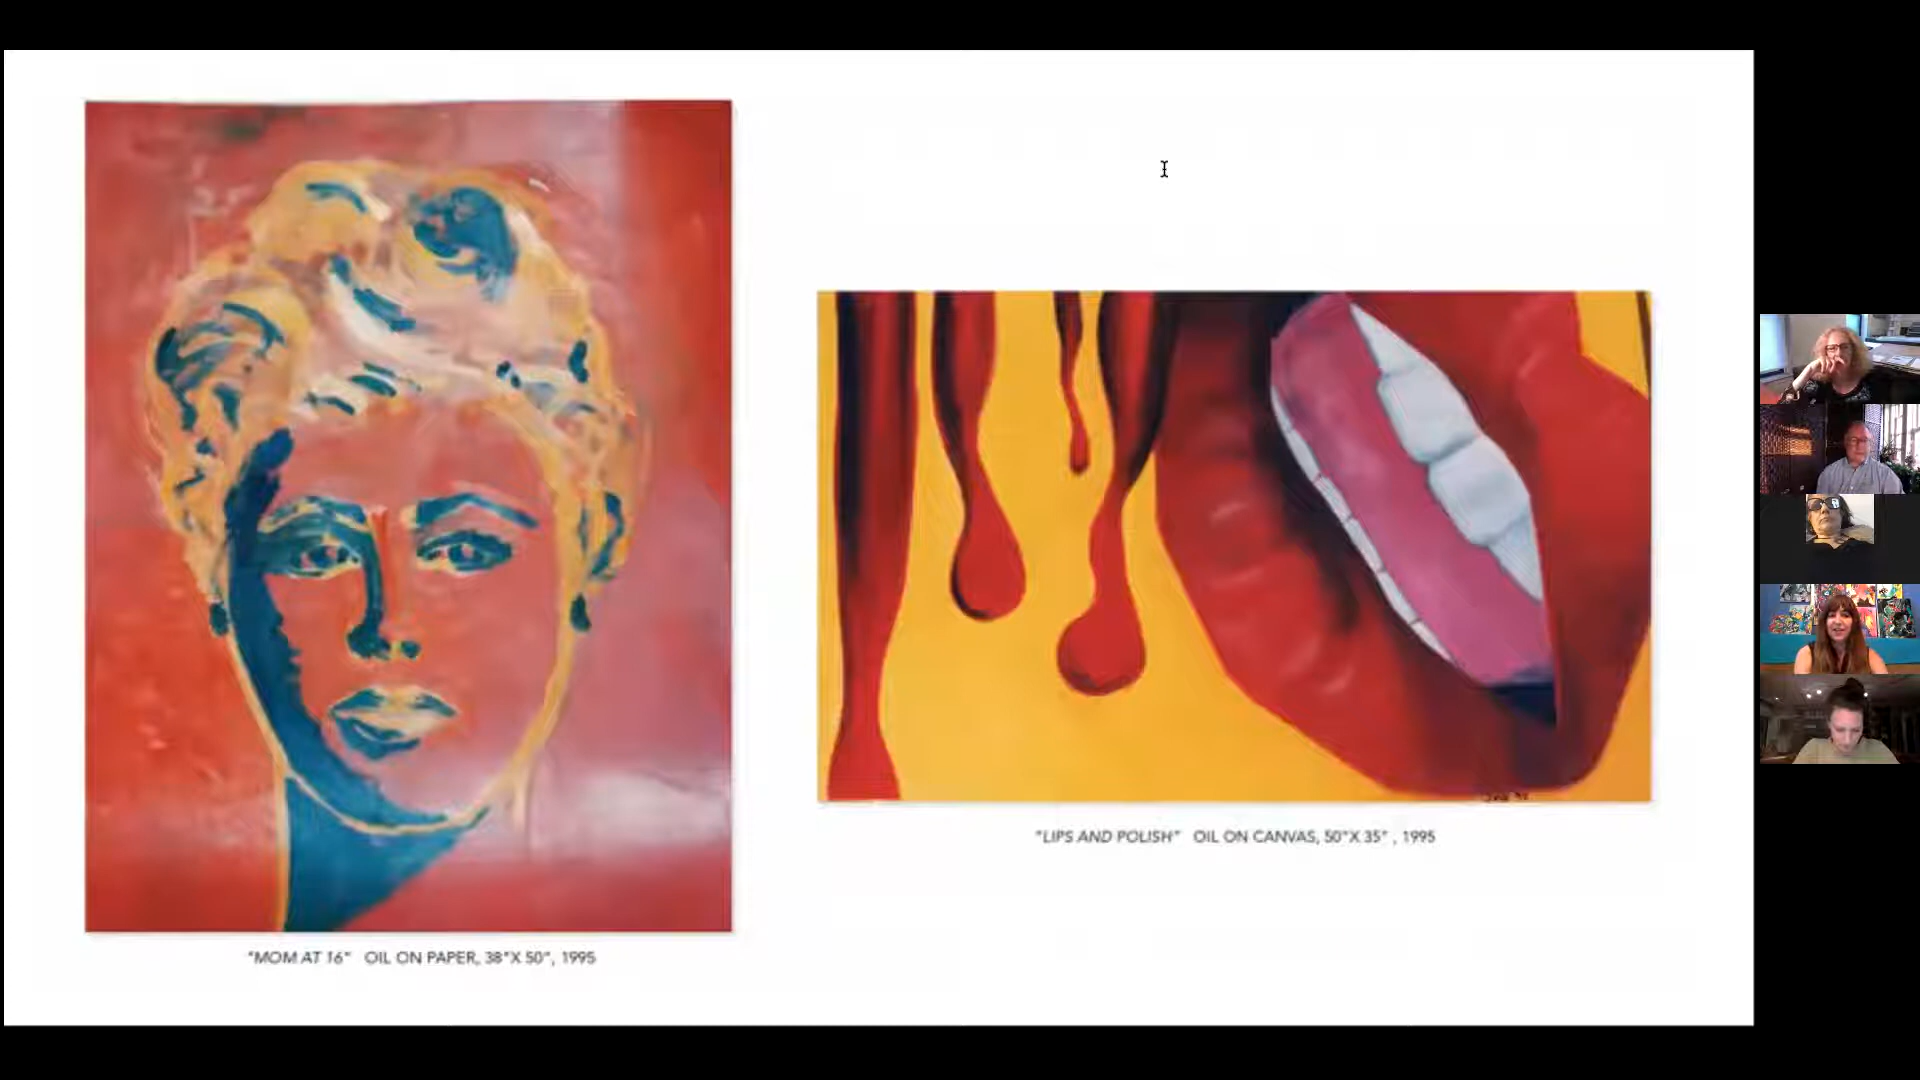 "MOM AT 16" OIL ON PAPER, 38"X 50", 1995
"LIPS AND POLISH" OIL ON CANVAS, 50"X 35" , 1995